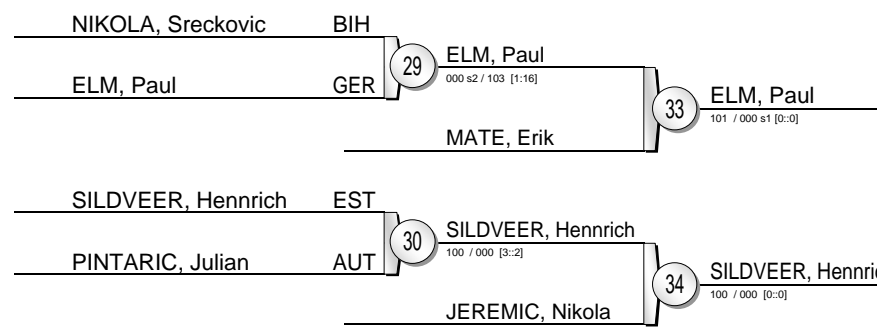 NIKOLA, Sreckovic BIH
29
ELM, Paul
000 s2 / 103 [1:16]
ELM, Paul GER
33
ELM, Paul
101 / 000 s1 [0::0]
MATE, Erik
SILDVEER, Hennrich EST
30
SILDVEER, Hennrich
100 / 000 [3::2]
PINTARIC, Julian AUT
34
SILDVEER, Hennric
100 / 000 [0::0]
JEREMIC, Nikola